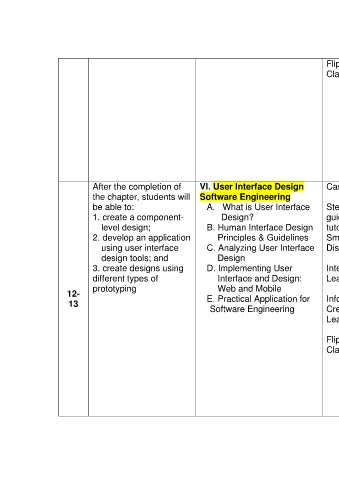 Flip
Cla
12-
13
After the completion of
the chapter, students will
be able to:
1. create a component-
level design;
2. develop an application
using user interface
design tools; and
3. create designs using
different types of
prototyping
VI. User Interface Design
Software Engineering
A. What is User Interface
Design?
B. Human Interface Design
Principles & Guidelines
C. Analyzing User Interface
Design
D. Implementing User
Interface and Design:
Web and Mobile
E. Practical Application for
Software Engineering
Cas
Ste
guid
tuto
Sm
Dis
Inte
Lea
Info
Cre
Lea
Flip
Cla